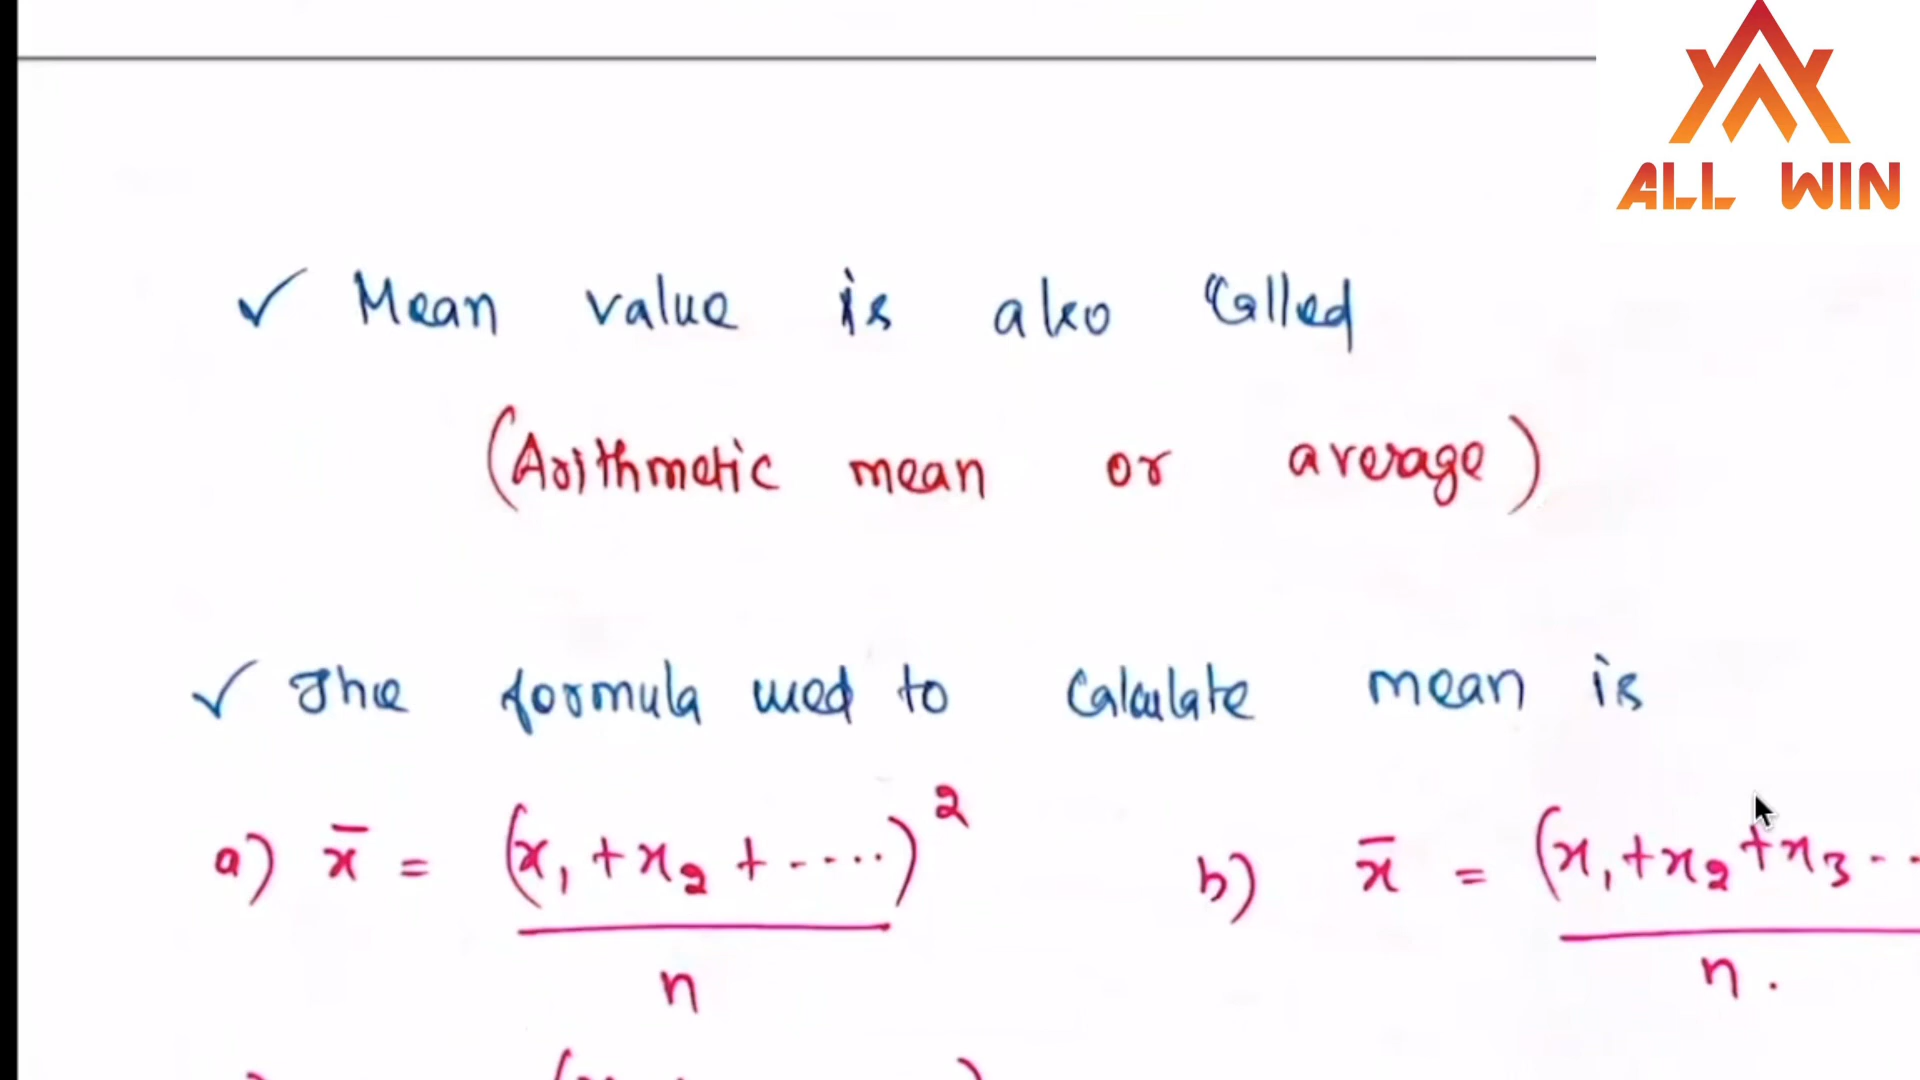 ALL WIN
✓ Mean value is also called
(Arithmetic mean or average)
✓ The formula used to calculate mean is
a) x̄ = (x₁ + x₂ + .....)² / n
b) x̄ = (x₁ + x₂ + x₃ - - / n.